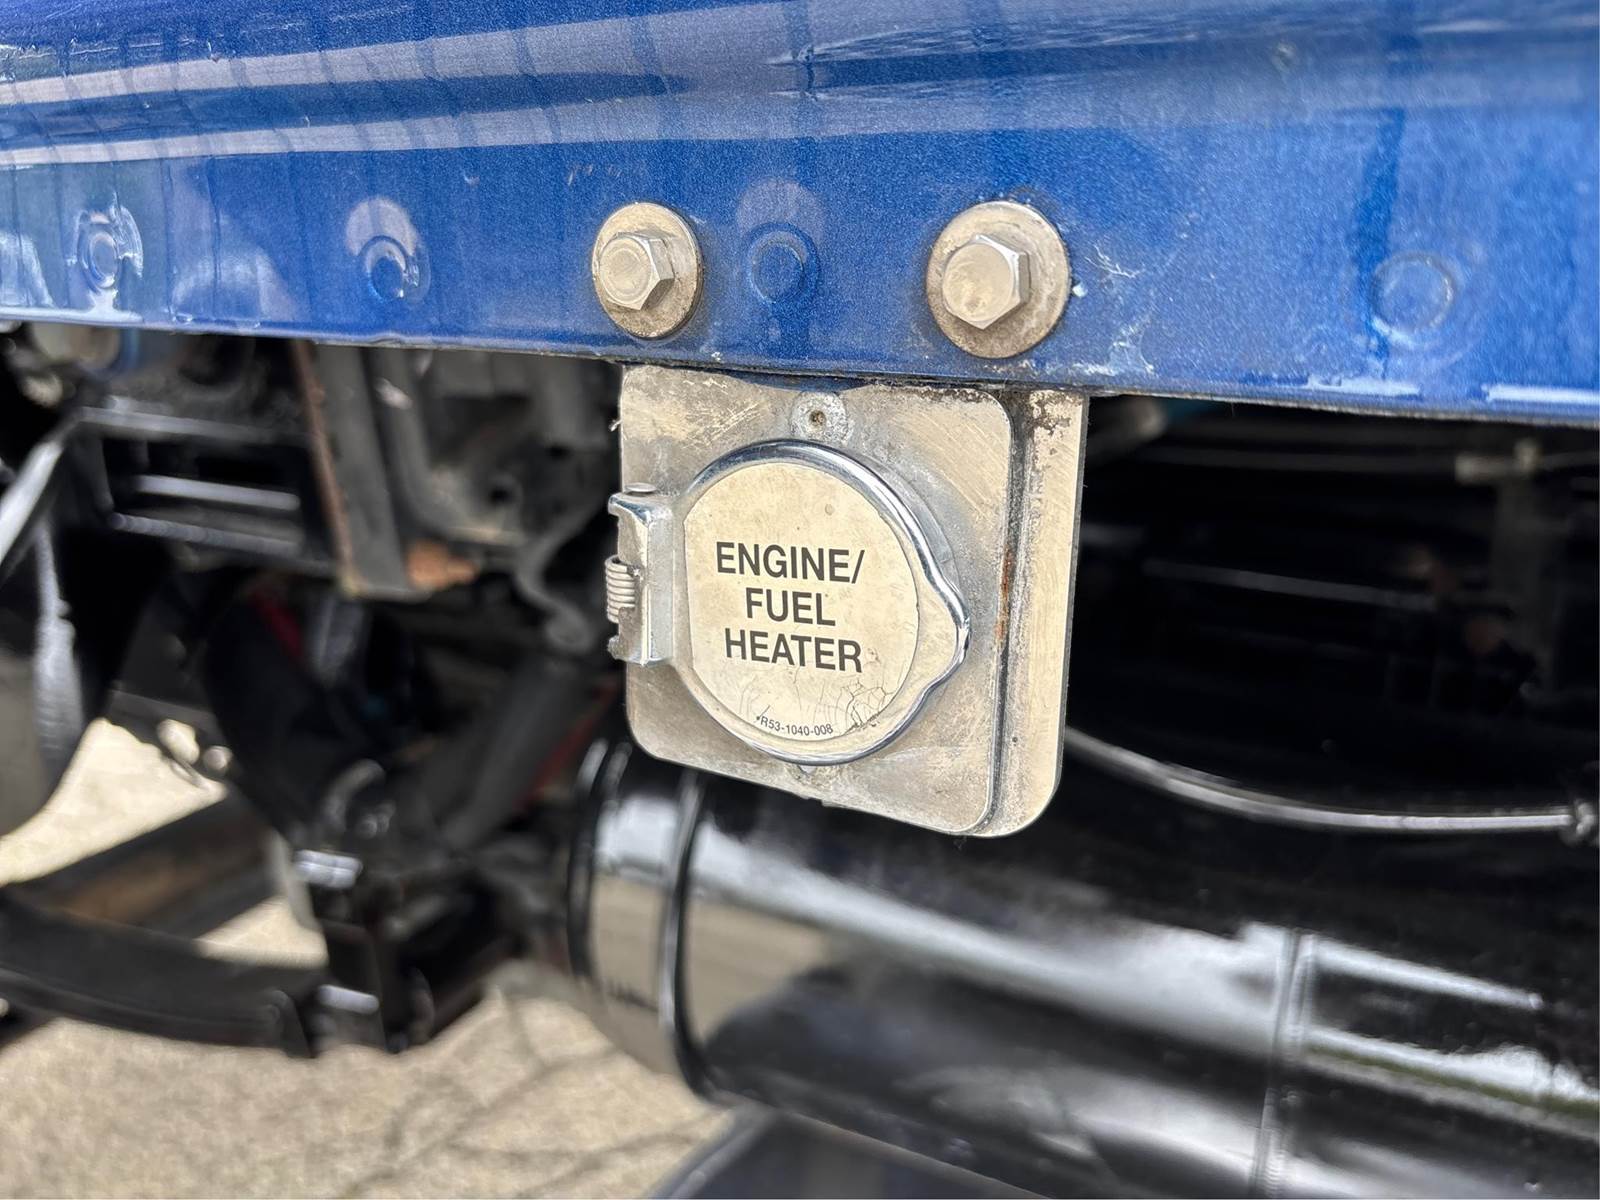 ENGINE/
FUEL
HEATER
R53-1040-008